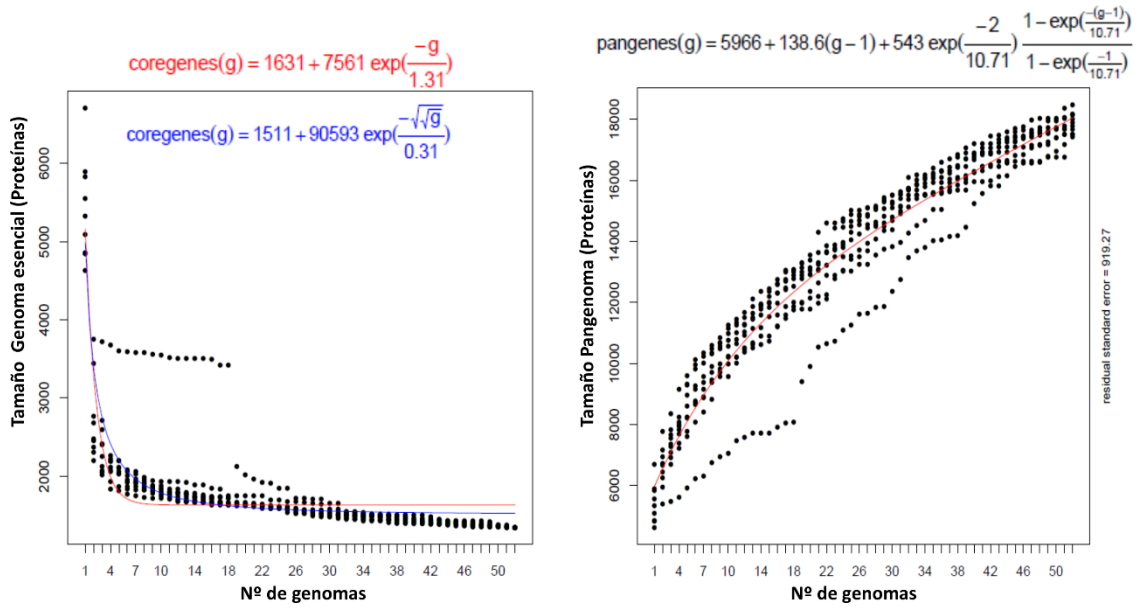 coregenes(g) = 1631 + 7561 exp(-g/1.31)
coregenes(g) = 1511 + 90593 exp(-√√g/0.31)
Tamaño Genoma esencial (Proteínas)
6000
5000
4000
3000
2000
1 4 7 10 14 18 22 26 30 34 38 42 46 50
Nº de genomas
pangenes(g) = 5966 + 138.6(g-1) + 543 exp(-2/10.71) (1-exp(-(g-1)/10.71))/(1-exp(-1/10.71))
Tamaño Pangenoma (Proteínas)
18000
16000
14000
12000
10000
8000
6000
1 4 7 10 14 18 22 26 30 34 38 42 46 50
Nº de genomas
residual standard error = 919.27